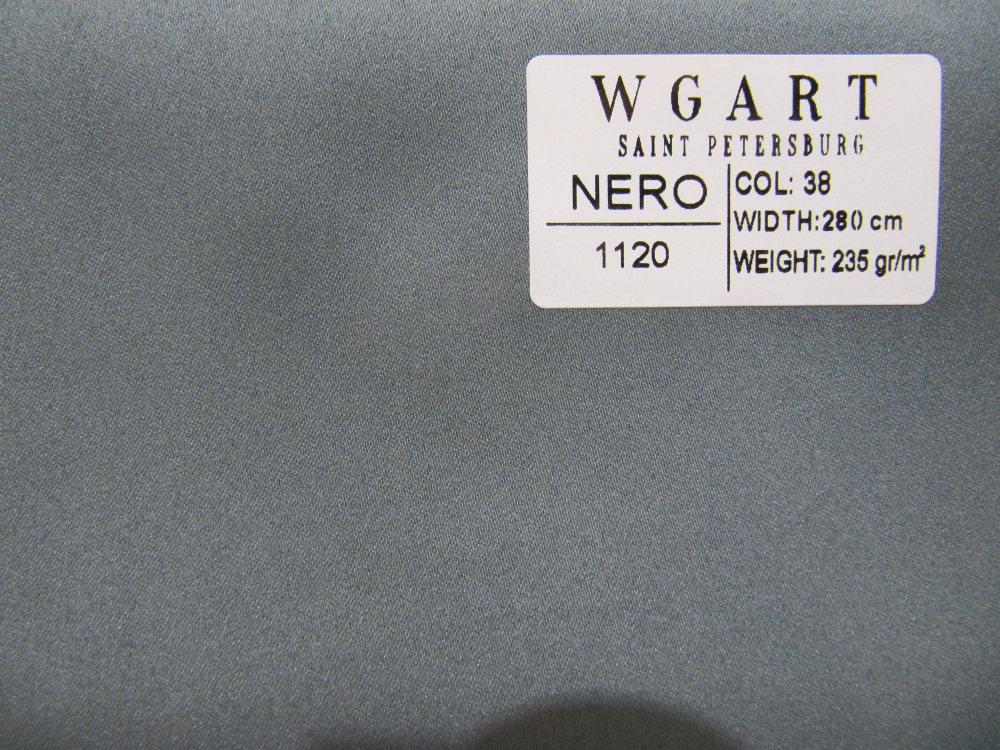 WGART
SAINT PETERSBURG
NERO
1120
COL: 38
WIDTH: 280 cm
WEIGHT: 235 gr/m²